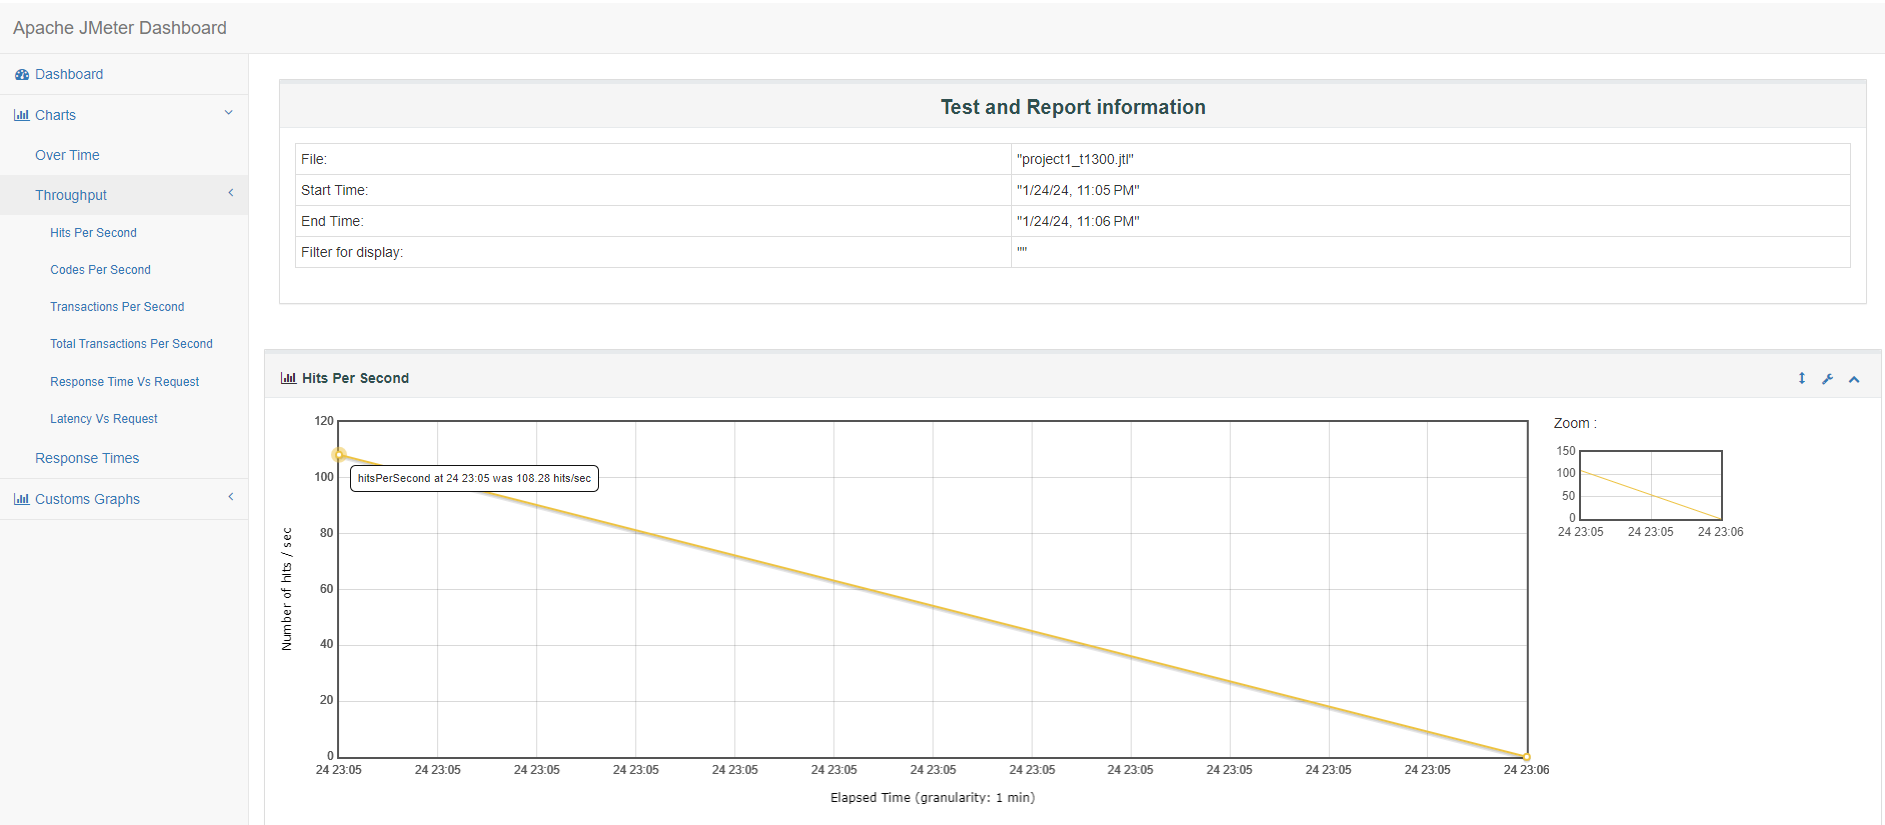 Apache JMeter Dashboard
Dashboard
Charts
Over Time
Throughput
Hits Per Second
Codes Per Second
Transactions Per Second
Total Transactions Per Second
Response Time Vs Request
Latency Vs Request
Response Times
Customs Graphs
Test and Report information
File: "project1_t1300.jtl"
Start Time: "1/24/24, 11:05 PM"
End Time: "1/24/24, 11:06 PM"
Filter for display: ""
Hits Per Second
120
100
80
60
40
20
0
Number of hits / sec
hitsPerSecond at 24 23:05 was 108.28 hits/sec
24 23:05 24 23:05 24 23:05 24 23:05 24 23:05 24 23:05 24 23:05 24 23:05 24 23:05 24 23:05 24 23:05 24 23:05 24 23:06
Elapsed Time (granularity: 1 min)
Zoom :
150
100
50
0
24 23:05 24 23:05 24 23:06